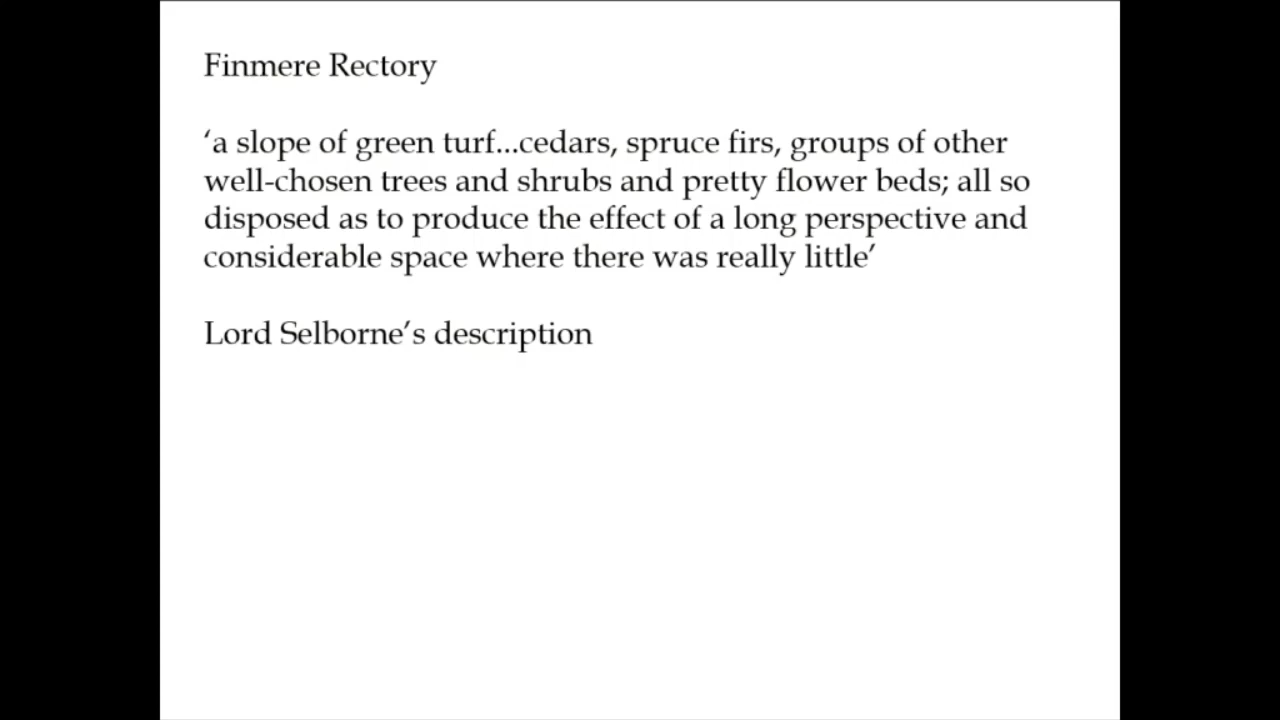 Finmere Rectory
‘a slope of green turf...cedars, spruce firs, groups of other
well-chosen trees and shrubs and pretty flower beds; all so
disposed as to produce the effect of a long perspective and
considerable space where there was really little’
Lord Selborne’s description